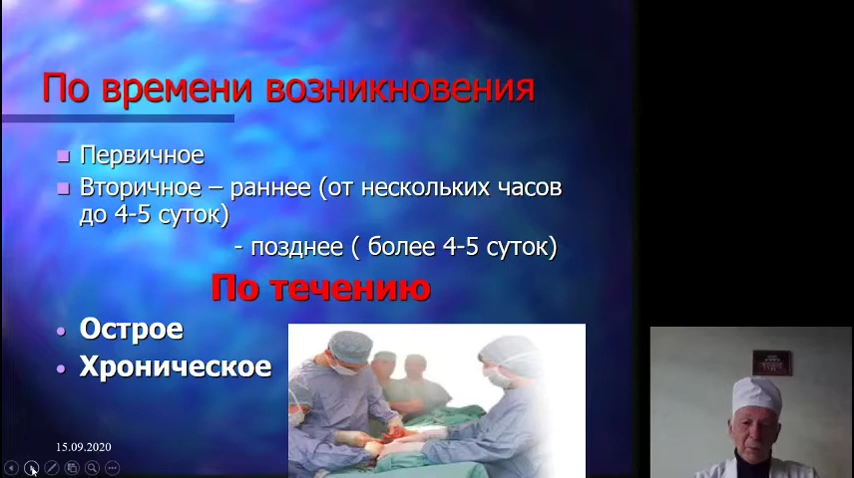 По времени возникновения
Первичное
Вторичное – раннее (от нескольких часов
до 4-5 суток)
- позднее ( более 4-5 суток)
По течению
Острое
Хроническое
15.09.2020